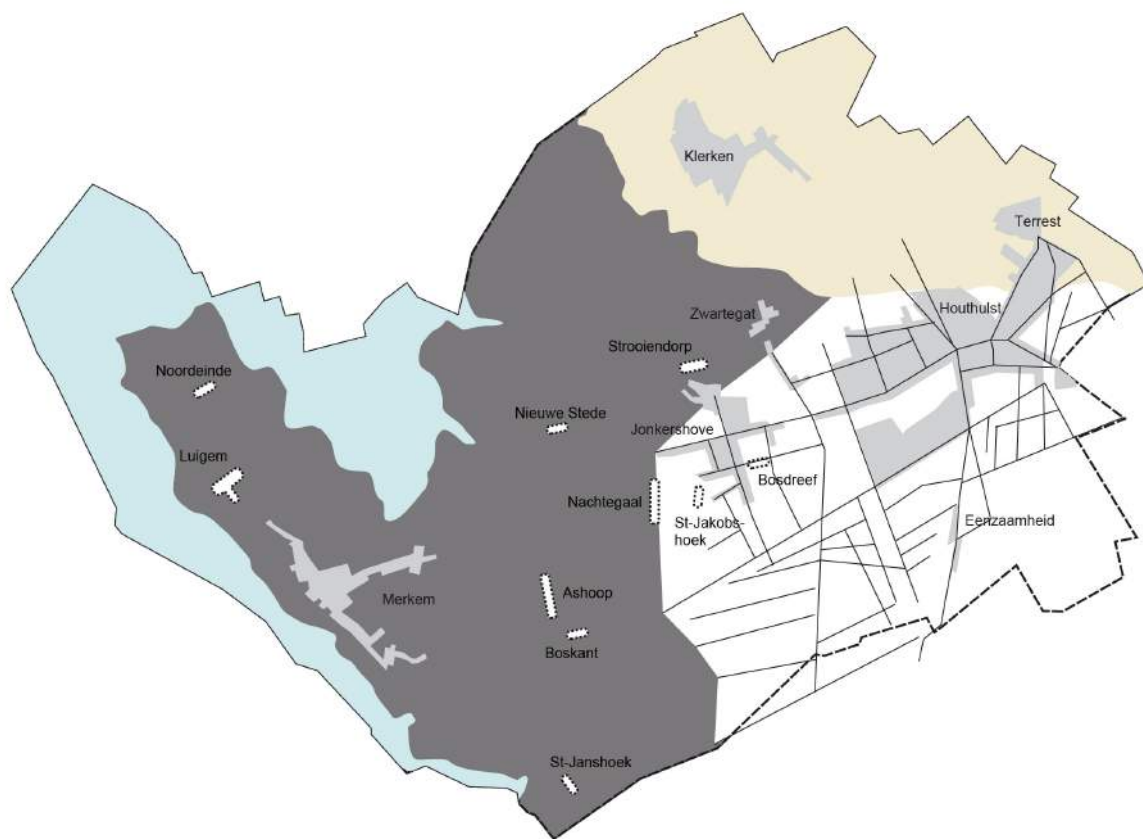 Klerken
Terrest
Houthulst
Zwartegat
Strooiendorp
Noordeinde
Nieuwe Stede
Jonkershove
Luigem
Bosdreef
Nachtegaal
St-Jakobs-
hoek
Eenzaamheid
Merkem
Ashoop
Boskant
St-Janshoek